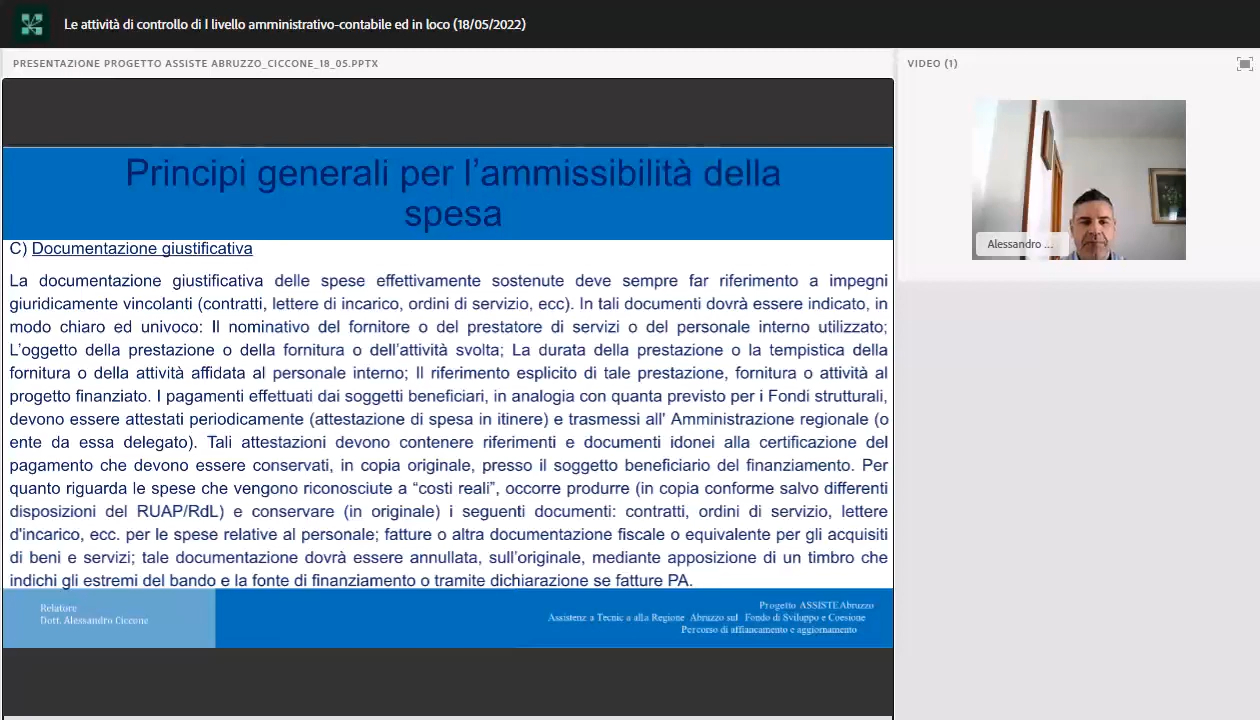 Le attività di controllo di I livello amministrativo-contabile ed in loco (18/05/2022)
PRESENTAZIONE PROGETTO ASSISTE ABRUZZO_CICCONE_18_05.PPTX
VIDEO (1)
Principi generali per l’ammissibilità della
spesa
C) Documentazione giustificativa
La documentazione giustificativa delle spese effettivamente sostenute deve sempre far riferimento a impegni
giuridicamente vincolanti (contratti, lettere di incarico, ordini di servizio, ecc). In tali documenti dovrà essere indicato, in
modo chiaro ed univoco: Il nominativo del fornitore o del prestatore di servizi o del personale interno utilizzato;
L’oggetto della prestazione o della fornitura o dell’attività svolta; La durata della prestazione o la tempistica della
fornitura o della attività affidata al personale interno; Il riferimento esplicito di tale prestazione, fornitura o attività al
progetto finanziato. I pagamenti effettuati dai soggetti beneficiari, in analogia con quanta previsto per i Fondi strutturali,
devono essere attestati periodicamente (attestazione di spesa in itinere) e trasmessi all' Amministrazione regionale (o
ente da essa delegato). Tali attestazioni devono contenere riferimenti e documenti idonei alla certificazione del
pagamento che devono essere conservati, in copia originale, presso il soggetto beneficiario del finanziamento. Per
quanto riguarda le spese che vengono riconosciute a “costi reali”, occorre produrre (in copia conforme salvo differenti
disposizioni del RUAP/RdL) e conservare (in originale) i seguenti documenti: contratti, ordini di servizio, lettere
d'incarico, ecc. per le spese relative al personale; fatture o altra documentazione fiscale o equivalente per gli acquisiti
di beni e servizi; tale documentazione dovrà essere annullata, sull’originale, mediante apposizione di un timbro che
indichi gli estremi del bando e la fonte di finanziamento o tramite dichiarazione se fatture PA.
Relatore
Dott. Alessandro Ciccone
Progetto ASSISTEAbruzzo
Assistenz a Tecnic a alla Regione Abruzzo sul Fondo di Sviluppo e Coesione
Percorso di affiancamento e aggiornamento
Alessandro ...